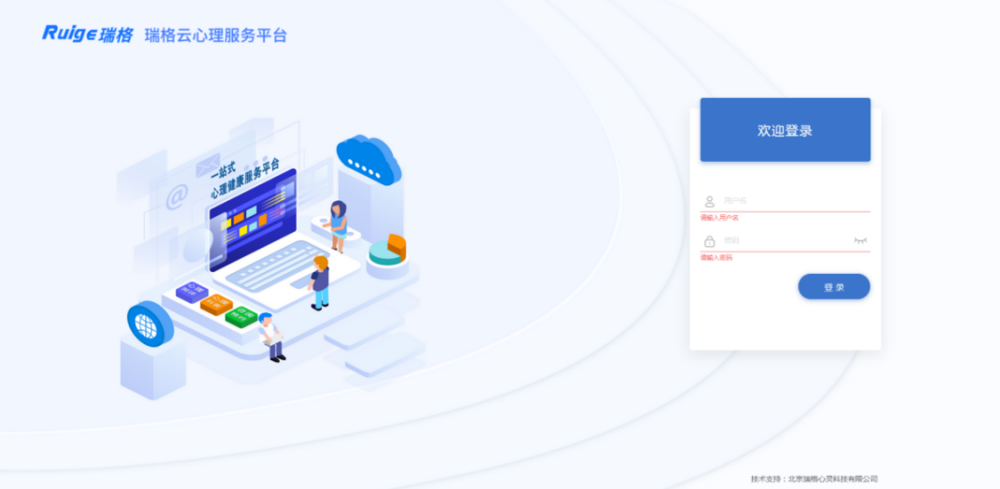 Ruige瑞格 瑞格云心理服务平台
一站式
心理健康服务平台
@
欢迎登录
用户名
请输入用户名
密码
请输入密码
登 录
技术支持：北京瑞格心灵科技有限公司